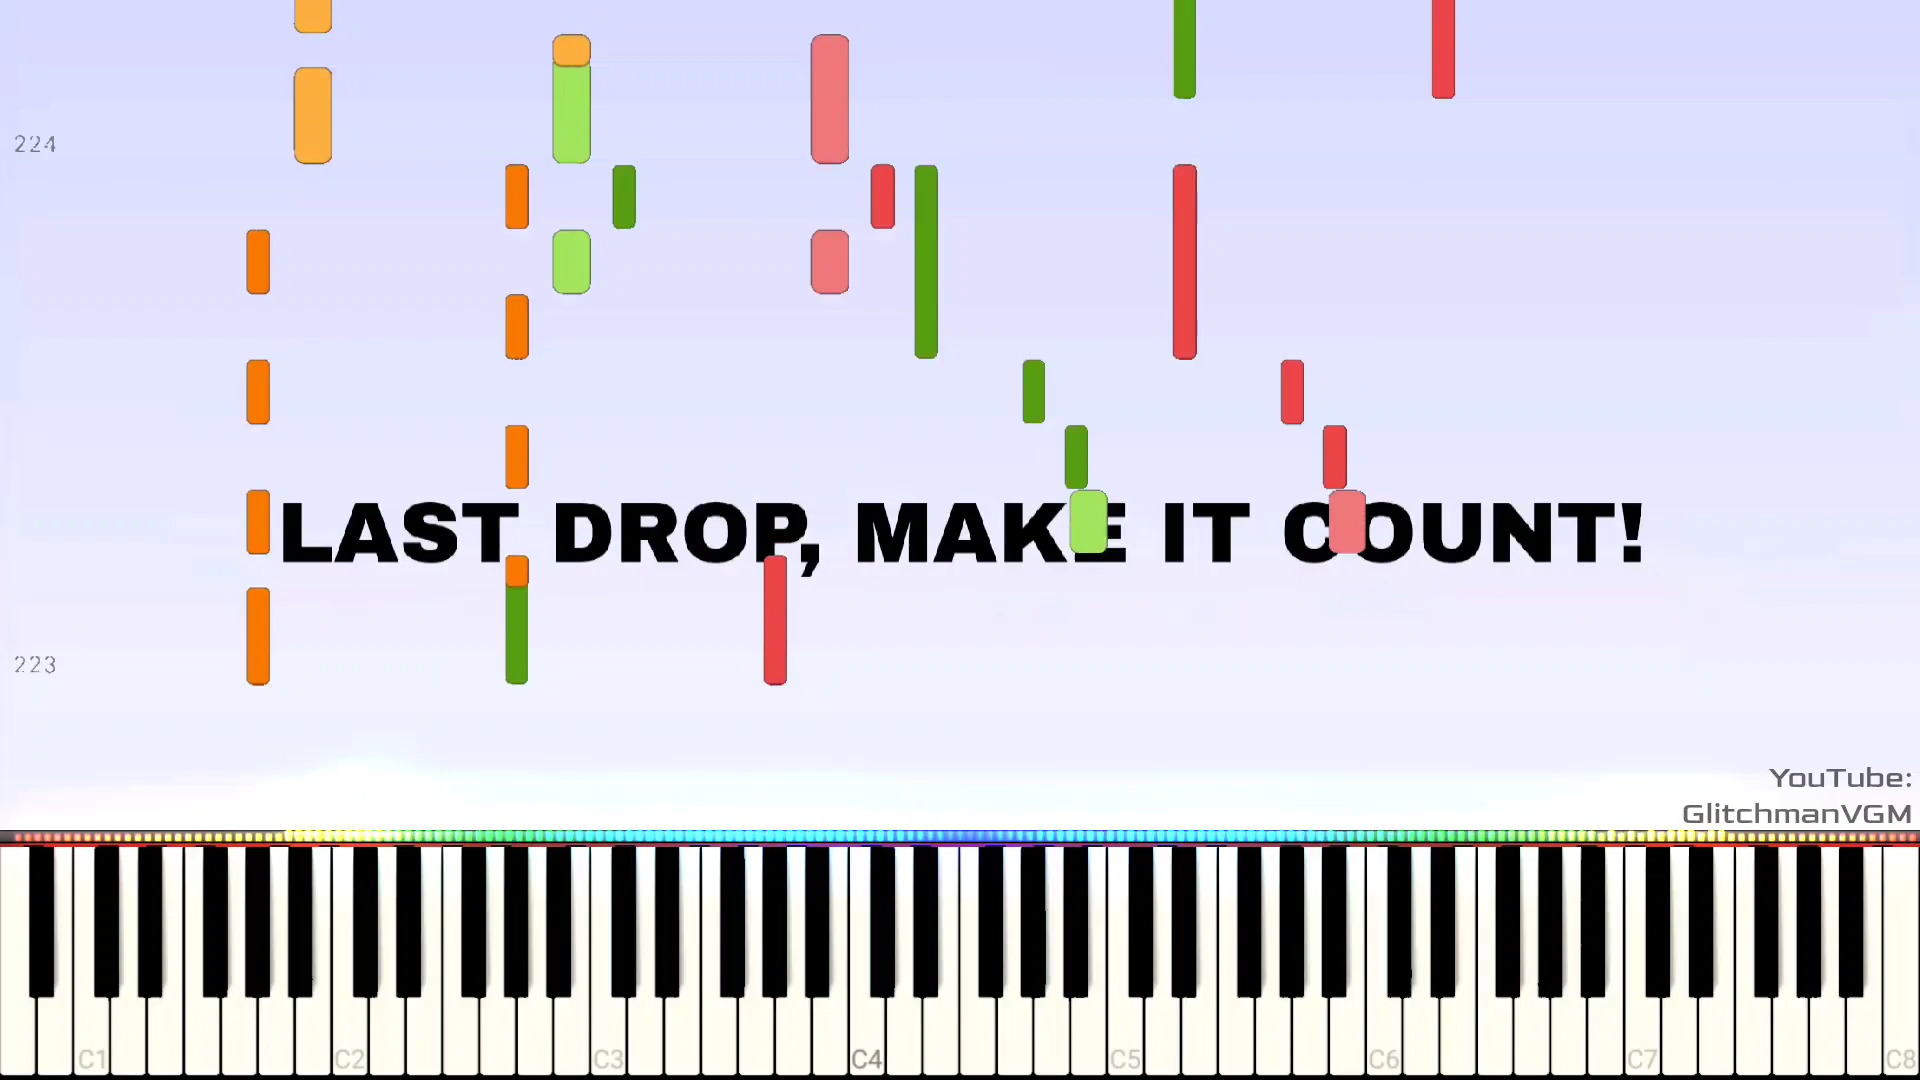 224
LAST DROP, MAKE IT COUNT!
223
YouTube:
GlitchmanVGM
C1 C2 C3 C4 C5 C6 C7 C8